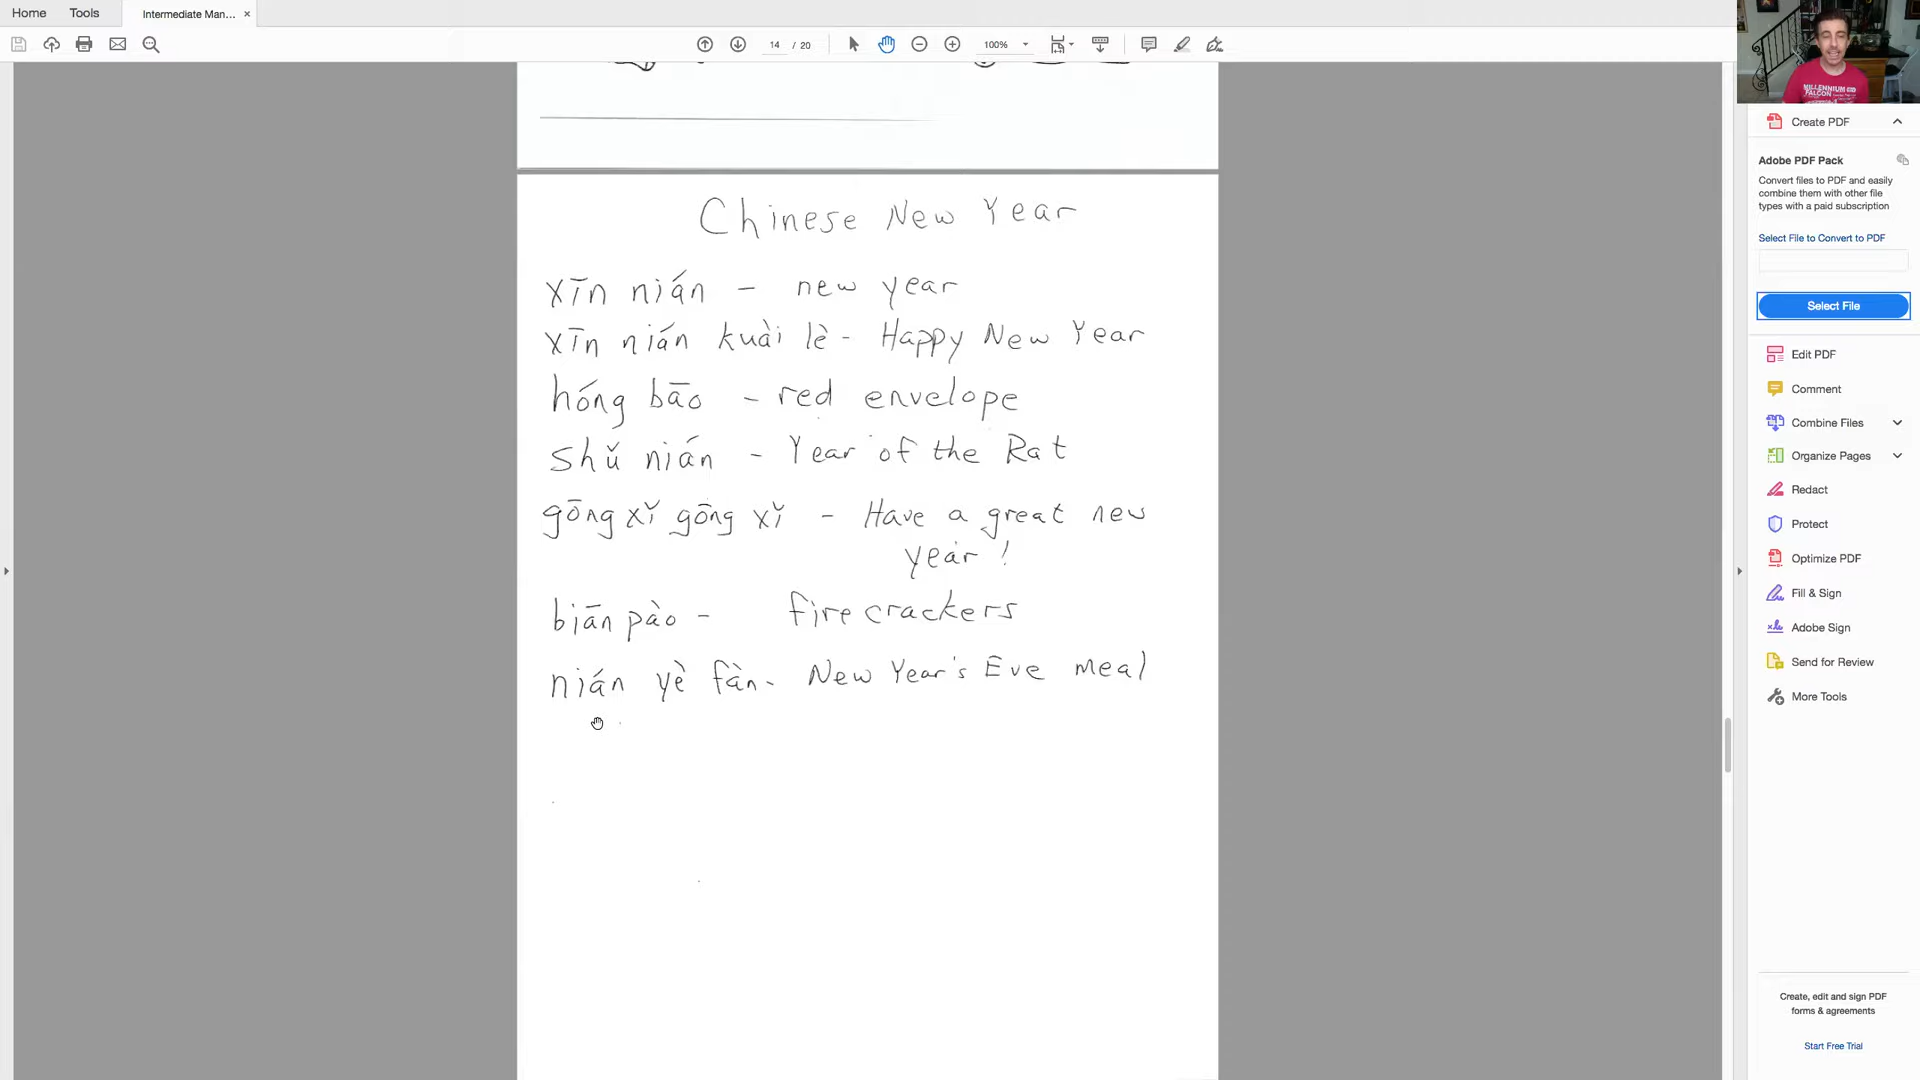 Home
Tools
Intermediate Man... ×
14 / 20
100%
Chinese New Year
xīn nián - new year
xīn nián kuài lè - Happy New Year
hóng bāo - red envelope
shǔ nián - Year of the Rat
gōng xǐ gōng xǐ - Have a great new
year!
biān pào - firecrackers
nián yè fàn - New Year's Eve meal
MILLENNIUM
FALCON
Create PDF
Adobe PDF Pack
Convert files to PDF and easily
combine them with other file
types with a paid subscription
Select File to Convert to PDF
Select File
Edit PDF
Comment
Combine Files
Organize Pages
Redact
Protect
Optimize PDF
Fill & Sign
Adobe Sign
Send for Review
More Tools
Create, edit and sign PDF
forms & agreements
Start Free Trial